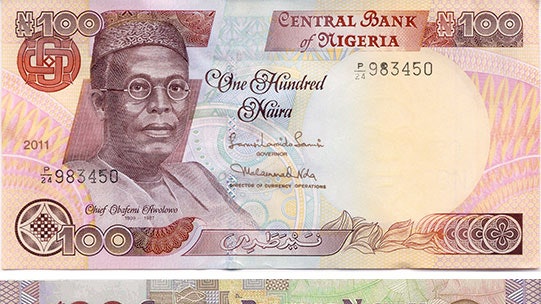 ₦100
CENTRAL BANK
of NIGERIA
₦100
P/24 983450
One Hundred
Naira
2011
GOVERNOR
P/24 983450
DIRECTOR OF CURRENCY OPERATIONS
Chief Obafemi Awolowo
1909 - 1987
100